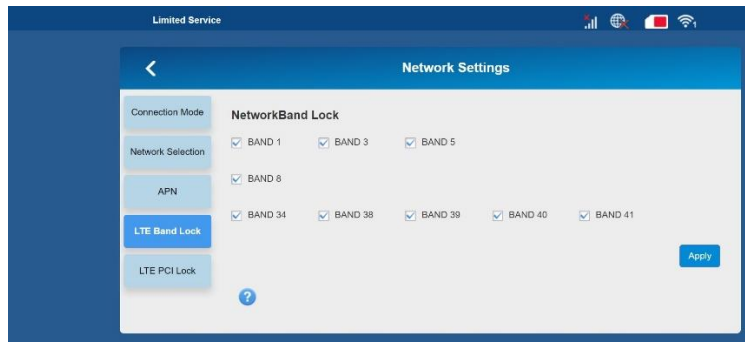 Limited Service
1
Network Settings
Connection Mode
Network Selection
APN
LTE Band Lock
LTE PCI Lock
NetworkBand Lock
BAND 1 BAND 3 BAND 5
BAND 8
BAND 34 BAND 38 BAND 39 BAND 40 BAND 41
Apply
?